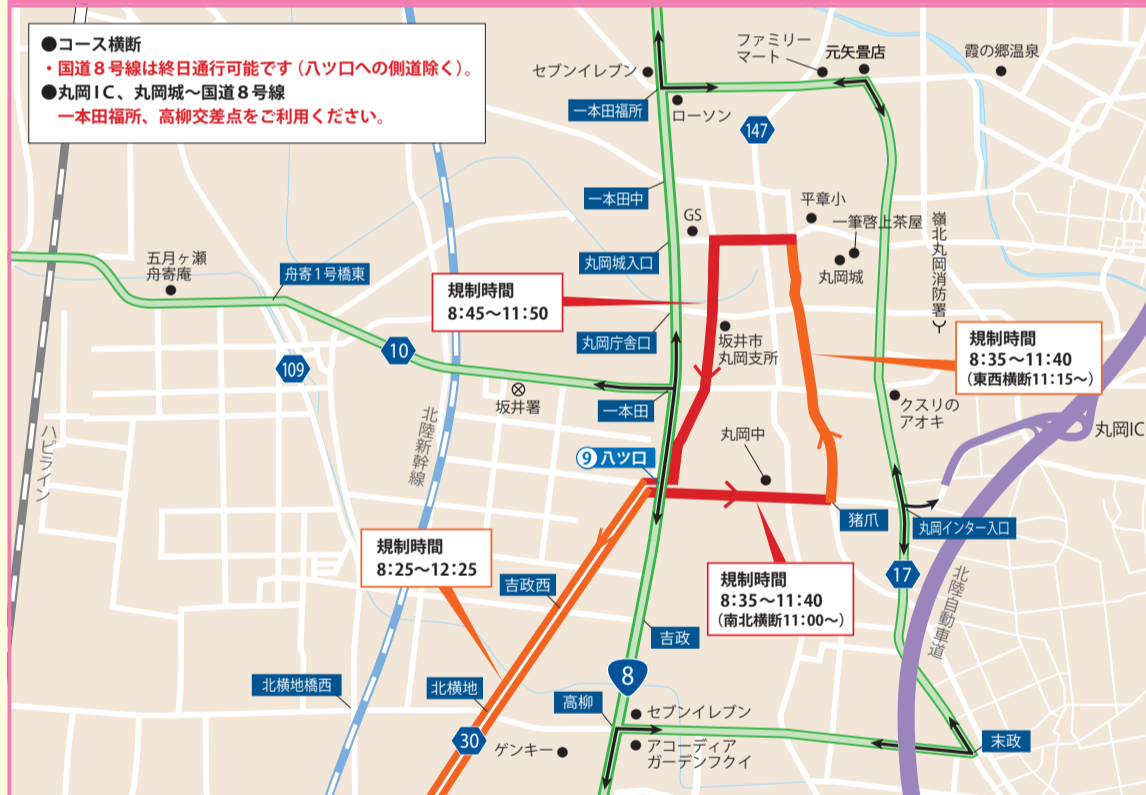 ●コース横断
・国道８号線は終日通行可能です（八ツ口への側道除く）。
●丸岡ＩＣ、丸岡城〜国道８号線
一本田福所、高柳交差点をご利用ください。
セブンイレブン
ファミリー
マート
元矢畳店
霞の郷温泉
一本田福所
ローソン
147
一本田中
平章小
GS
一筆啓上茶屋
丸岡城入口
丸岡城
嶺北丸岡消防署
五月ヶ瀬
舟寄庵
舟寄１号橋東
規制時間
8：45〜11：50
丸岡庁舎口
坂井市
丸岡支所
規制時間
8：35〜11：40
（東西横断11：15〜）
10
109
坂井署
一本田
クスリの
アオキ
丸岡IC
ハピライン
北陸新幹線
丸岡中
⑨八ツ口
猪爪
丸岡インター入口
規制時間
8：25〜12：25
吉政西
規制時間
8：35〜11：40
（南北横断11：00〜）
17
北陸自動車道
吉政
8
北横地橋西
北横地
高柳
セブンイレブン
30
ゲンキー
アコーディア
ガーデンフクイ
末政